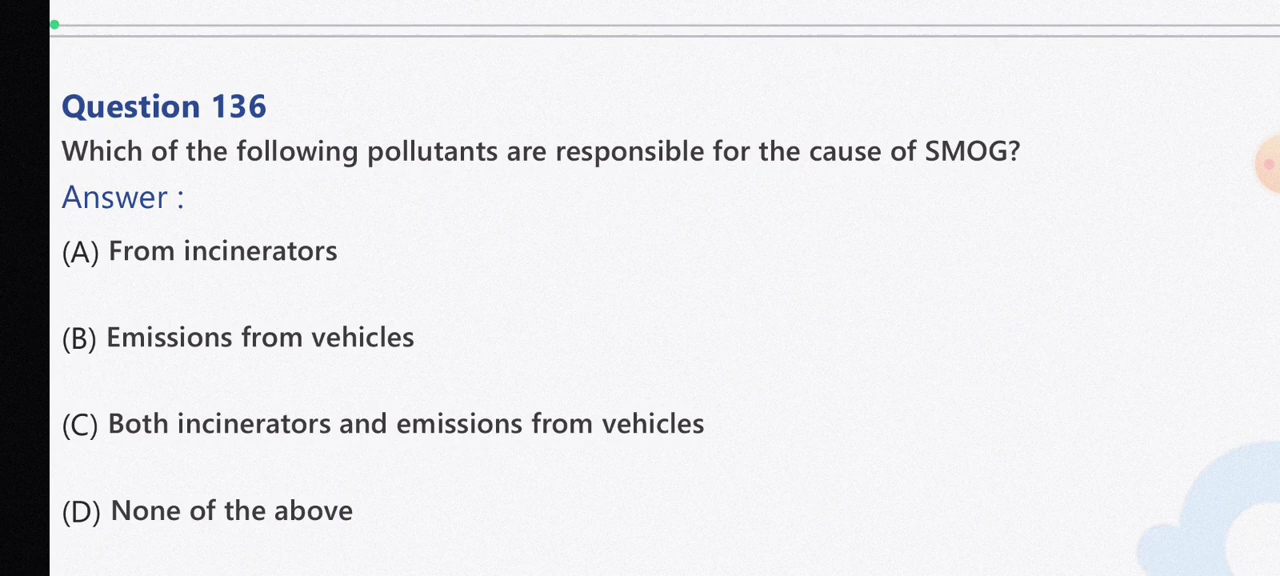 Question 136
Which of the following pollutants are responsible for the cause of SMOG?
Answer :
(A) From incinerators
(B) Emissions from vehicles
(C) Both incinerators and emissions from vehicles
(D) None of the above